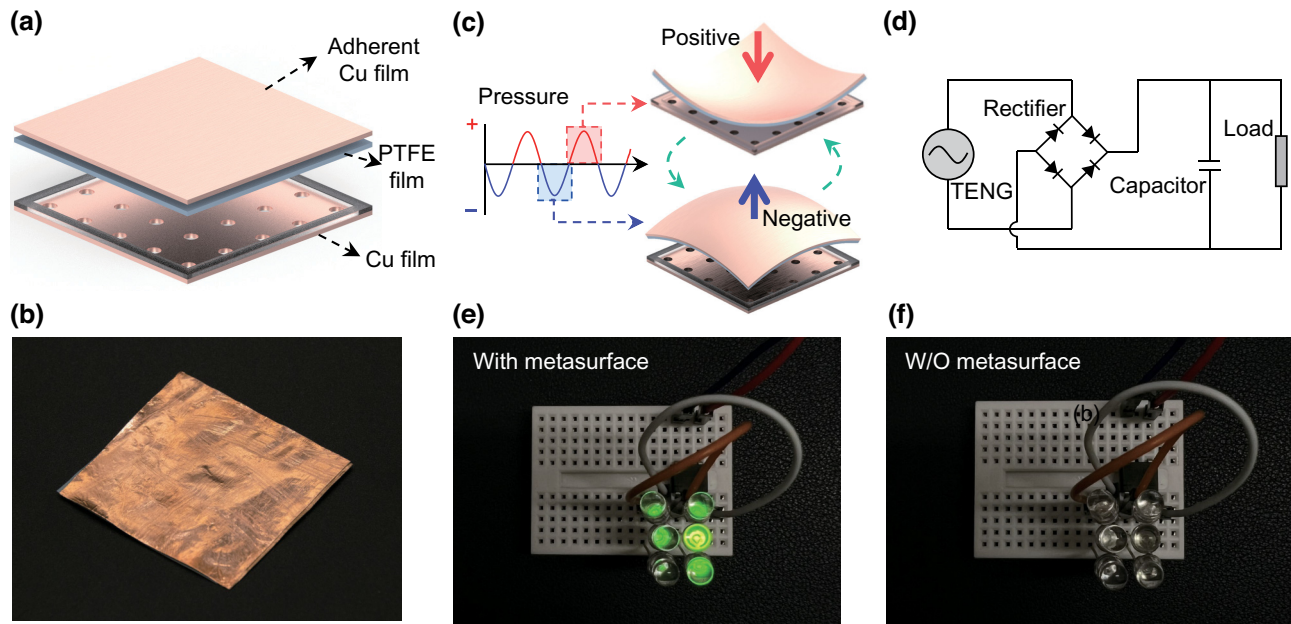 (a)
Adherent
Cu film
PTFE
film
Cu film
(c)
Pressure
+
−
Positive
Negative
(d)
Rectifier
TENG
Capacitor
Load
(b)
(e)
With metasurface
(f)
W/O metasurface
(b)